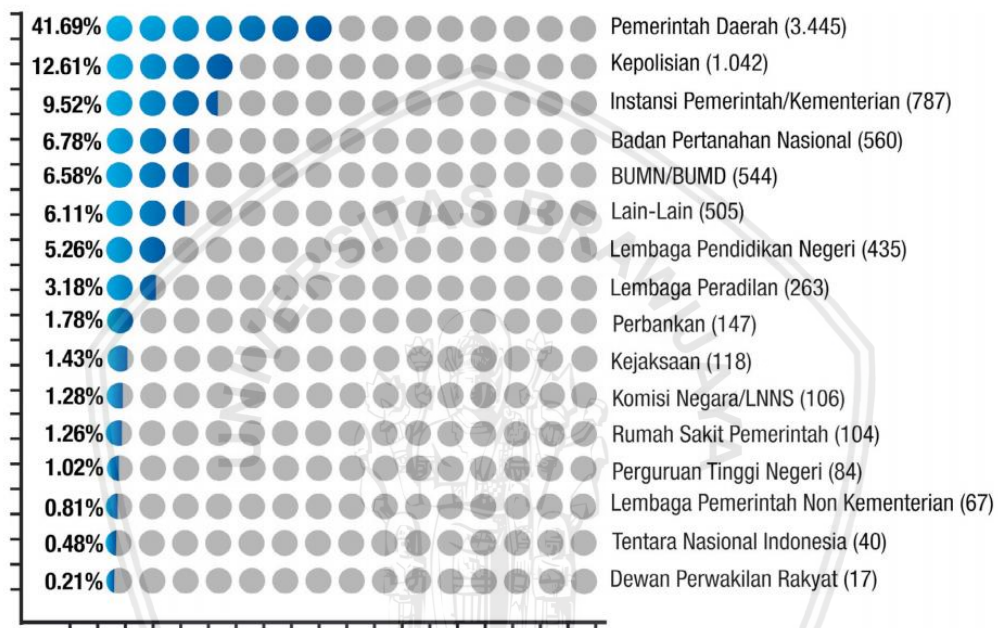 41.69% Pemerintah Daerah (3.445)
12.61% Kepolisian (1.042)
9.52% Instansi Pemerintah/Kementerian (787)
6.78% Badan Pertanahan Nasional (560)
6.58% BUMN/BUMD (544)
6.11% Lain-Lain (505)
5.26% Lembaga Pendidikan Negeri (435)
3.18% Lembaga Peradilan (263)
1.78% Perbankan (147)
1.43% Kejaksaan (118)
1.28% Komisi Negara/LNNS (106)
1.26% Rumah Sakit Pemerintah (104)
1.02% Perguruan Tinggi Negeri (84)
0.81% Lembaga Pemerintah Non Kementerian (67)
0.48% Tentara Nasional Indonesia (40)
0.21% Dewan Perwakilan Rakyat (17)
UNIVERSITAS BRAWIJAYA